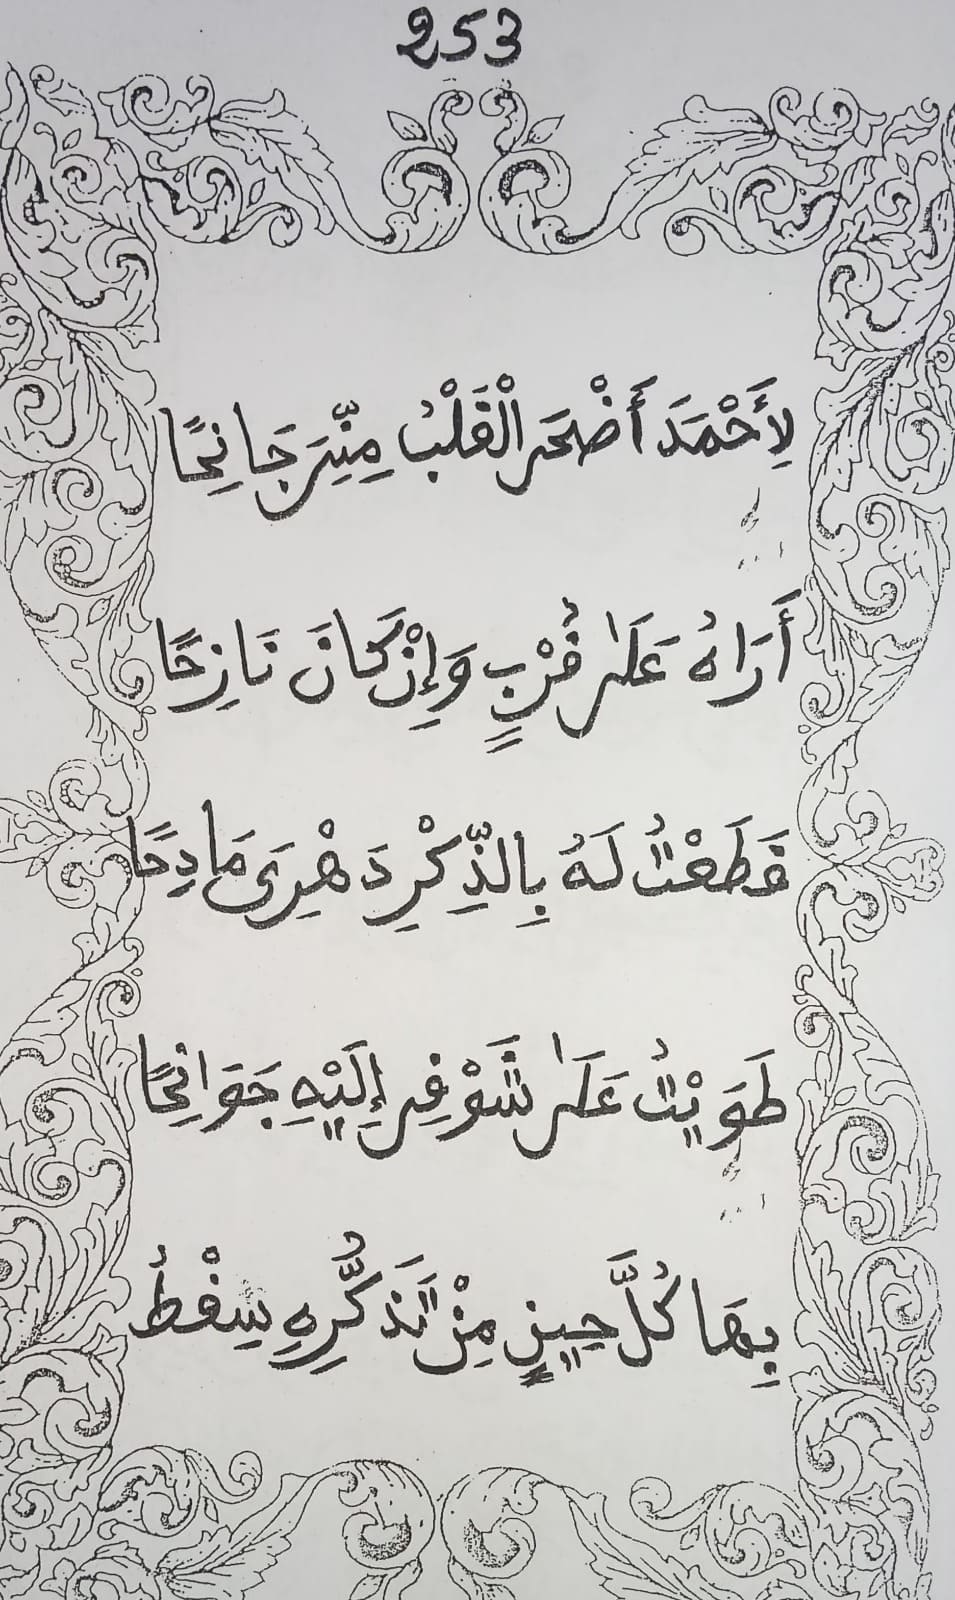 253
لِأَحْمَدَ أَضْحَى الْقَلْبُ مِنِّيَ جَانِحًا
أَرَاهُ عَلَى قُرْبٍ وَإِنْ كَانَ نَازِحًا
قَطَعْتُ لَهُ بِالذِّكْرِ دَهْرِيَ مَادِحًا
طَوَيْتُ عَلَى شَوْقِي إِلَيْهِ جَوَانِحًا
بِهَا كُلَّ حِينٍ مِنْ تَذَكُّرِهِ سِقْطُ